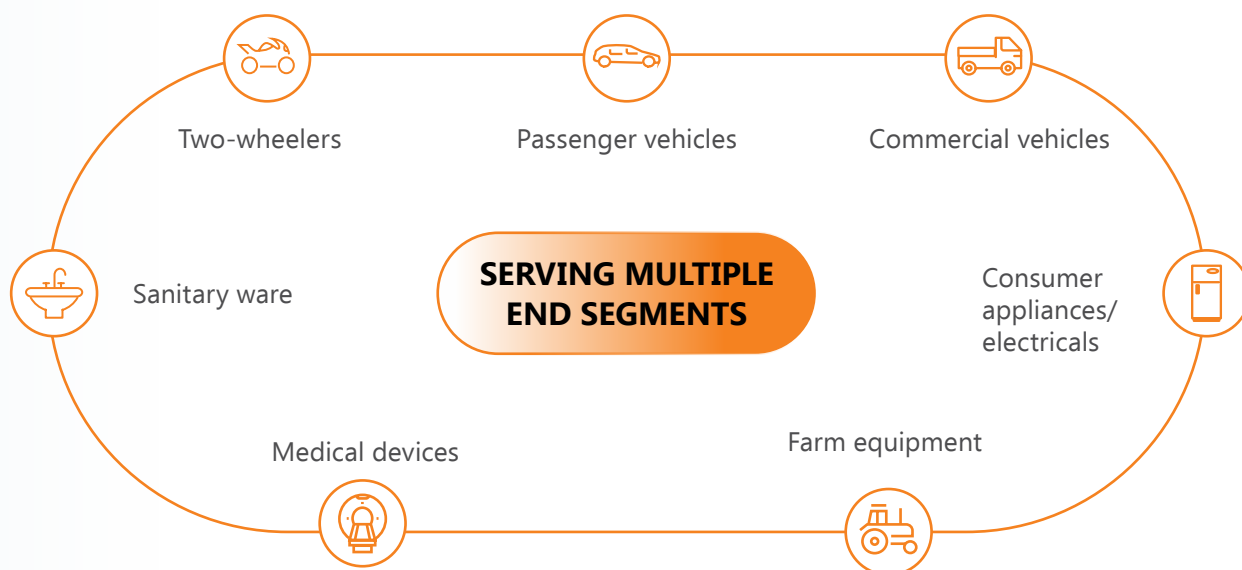 Two-wheelers
Passenger vehicles
Commercial vehicles
Sanitary ware
SERVING MULTIPLE
END SEGMENTS
Consumer
appliances/
electricals
Medical devices
Farm equipment